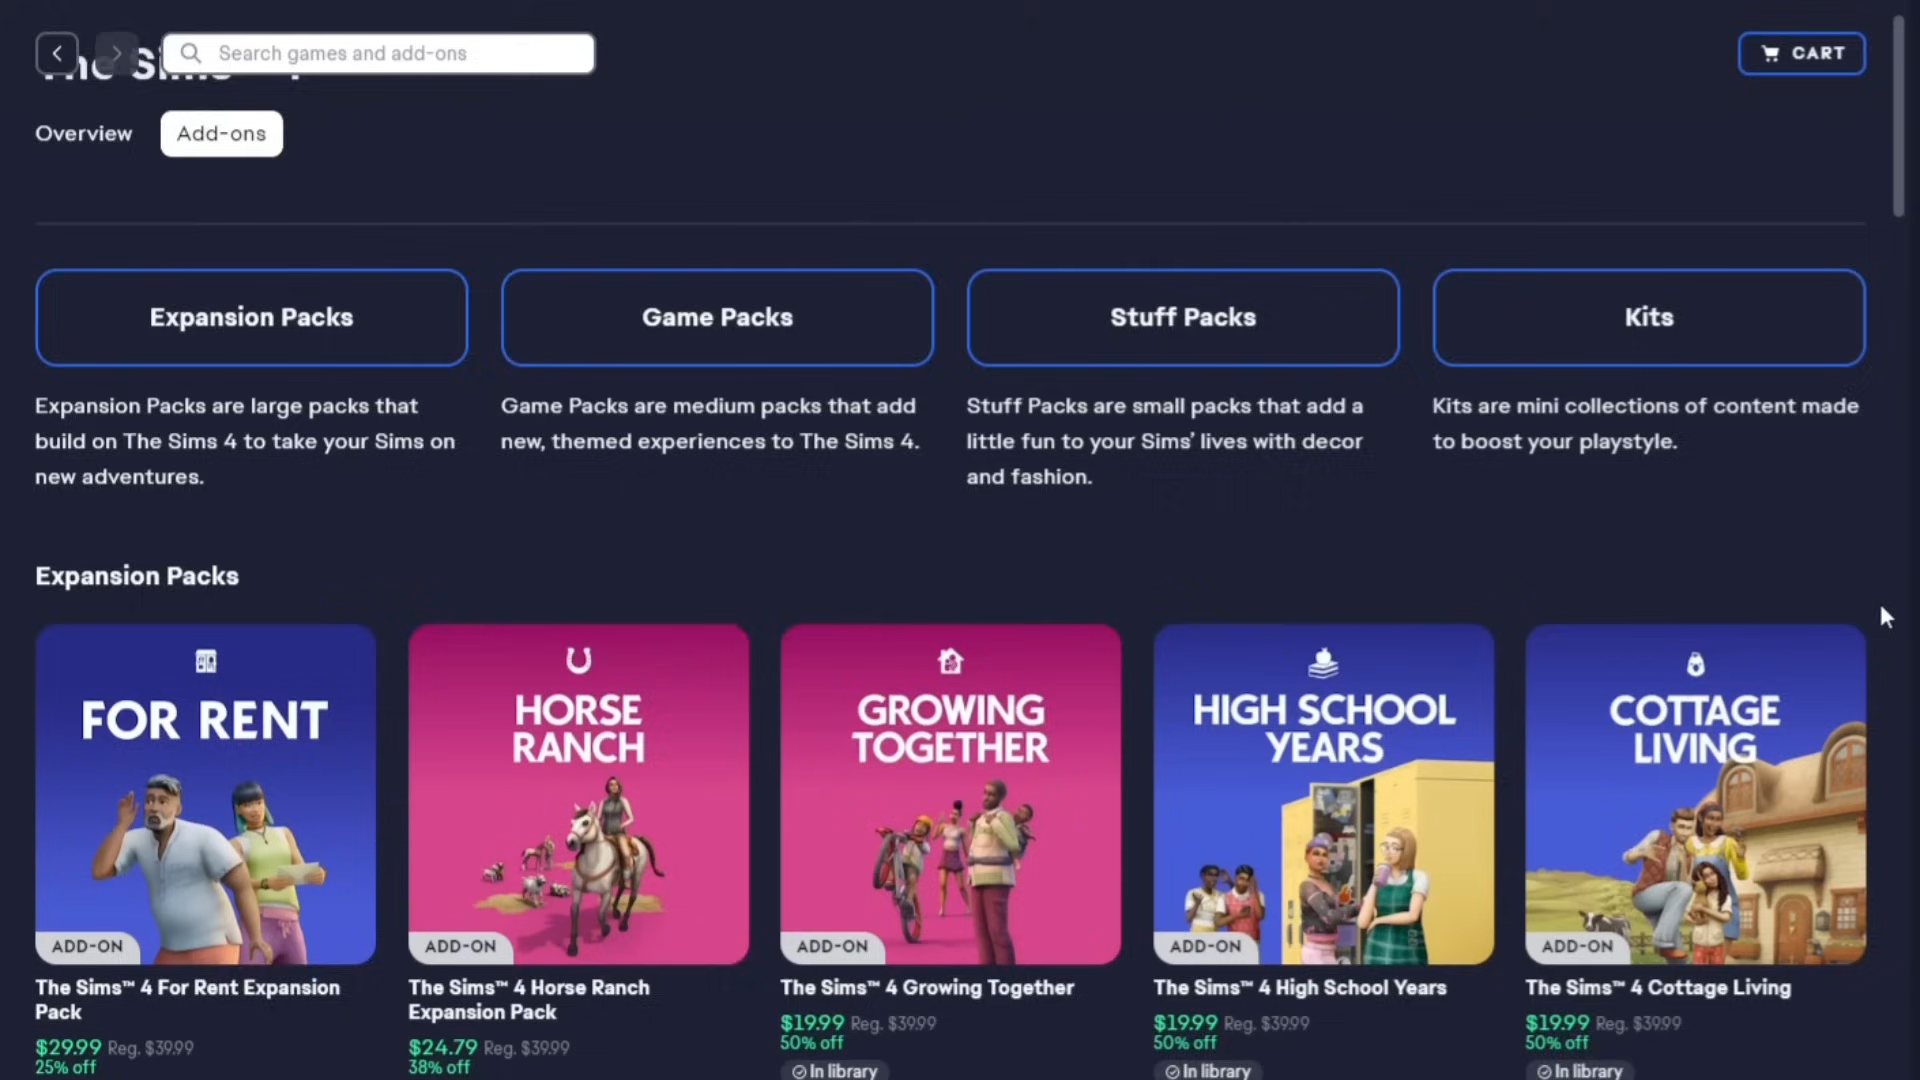 Search games and add-ons
CART
Overview
Add-ons
Expansion Packs
Game Packs
Stuff Packs
Kits
Expansion Packs are large packs that
build on The Sims 4 to take your Sims on
new adventures.
Game Packs are medium packs that add
new, themed experiences to The Sims 4.
Stuff Packs are small packs that add a
little fun to your Sims' lives with decor
and fashion.
Kits are mini collections of content made
to boost your playstyle.
Expansion Packs
FOR RENT
ADD-ON
The Sims™ 4 For Rent Expansion
Pack
$29.99 Reg. $39.99
25% off
HORSE
RANCH
ADD-ON
The Sims™ 4 Horse Ranch
Expansion Pack
$24.79 Reg. $39.99
38% off
GROWING
TOGETHER
ADD-ON
The Sims™ 4 Growing Together
$19.99 Reg. $39.99
50% off
In library
HIGH SCHOOL
YEARS
ADD-ON
The Sims™ 4 High School Years
$19.99 Reg. $39.99
50% off
In library
COTTAGE
LIVING
ADD-ON
The Sims™ 4 Cottage Living
$19.99 Reg. $39.99
50% off
In library